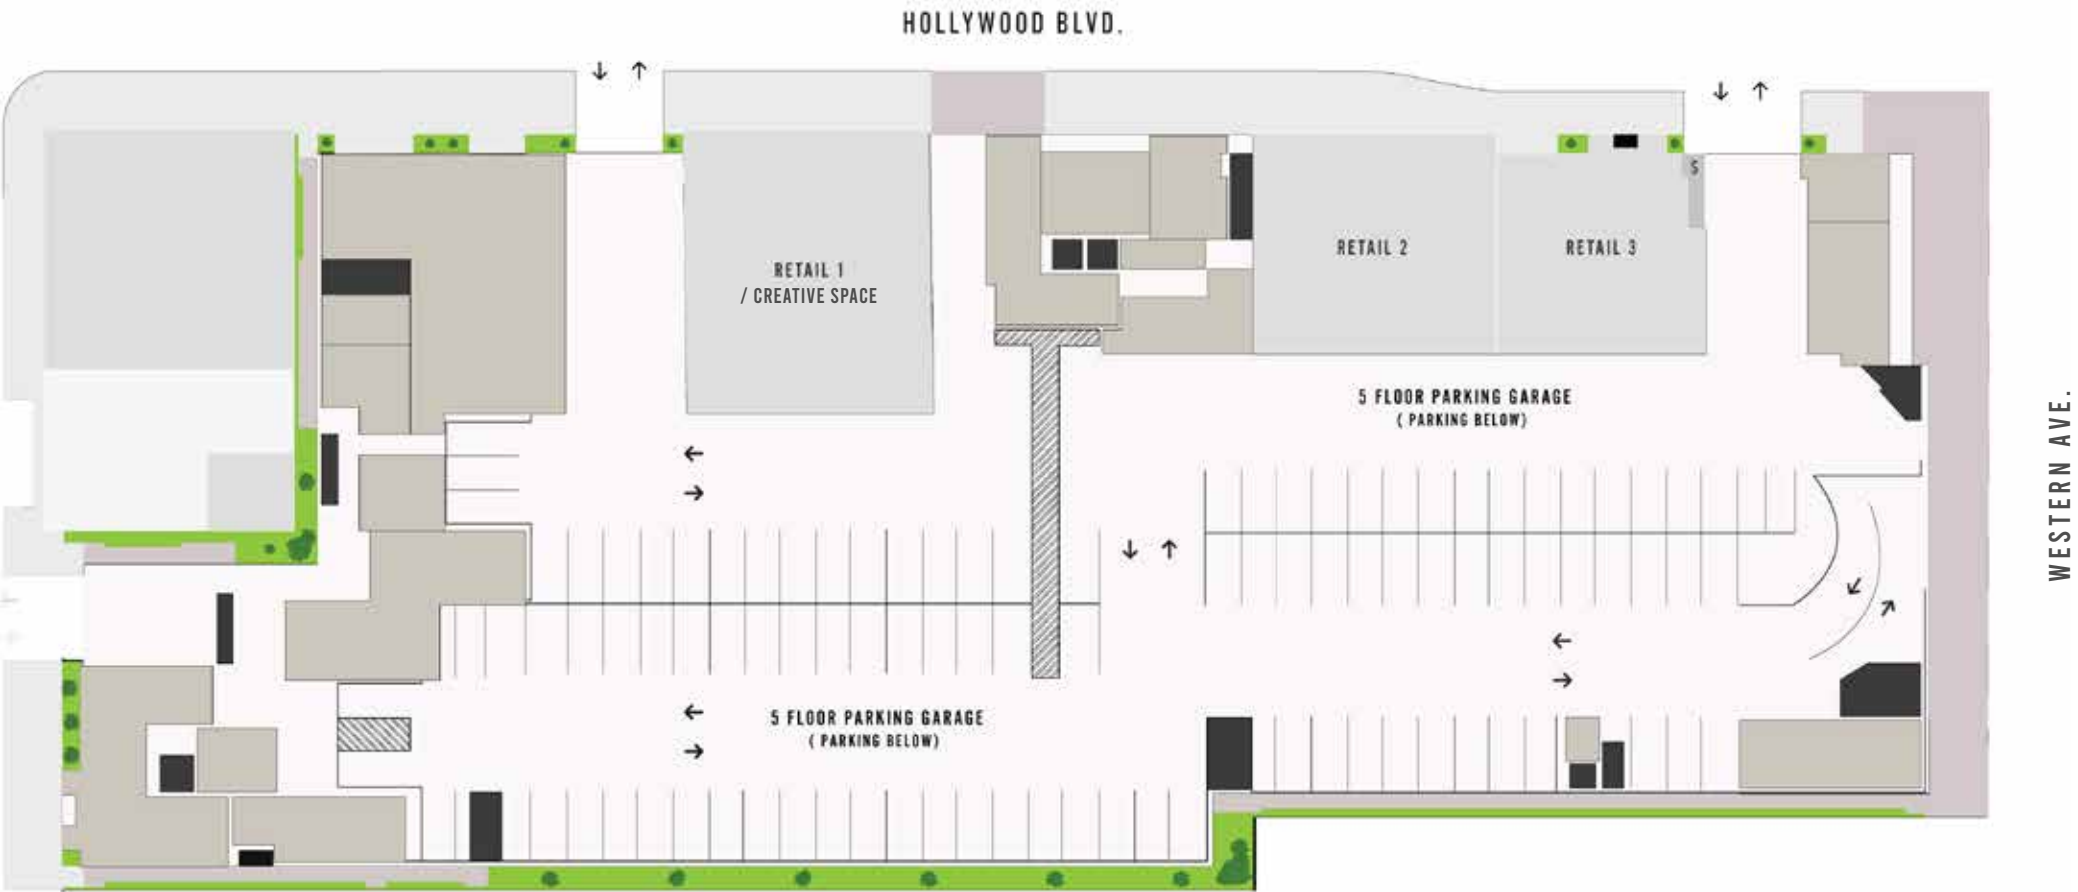 HOLLYWOOD BLVD.
S
RETAIL 1
/ CREATIVE SPACE
RETAIL 2
RETAIL 3
5 FLOOR PARKING GARAGE
( PARKING BELOW)
WESTERN AVE.
5 FLOOR PARKING GARAGE
( PARKING BELOW)